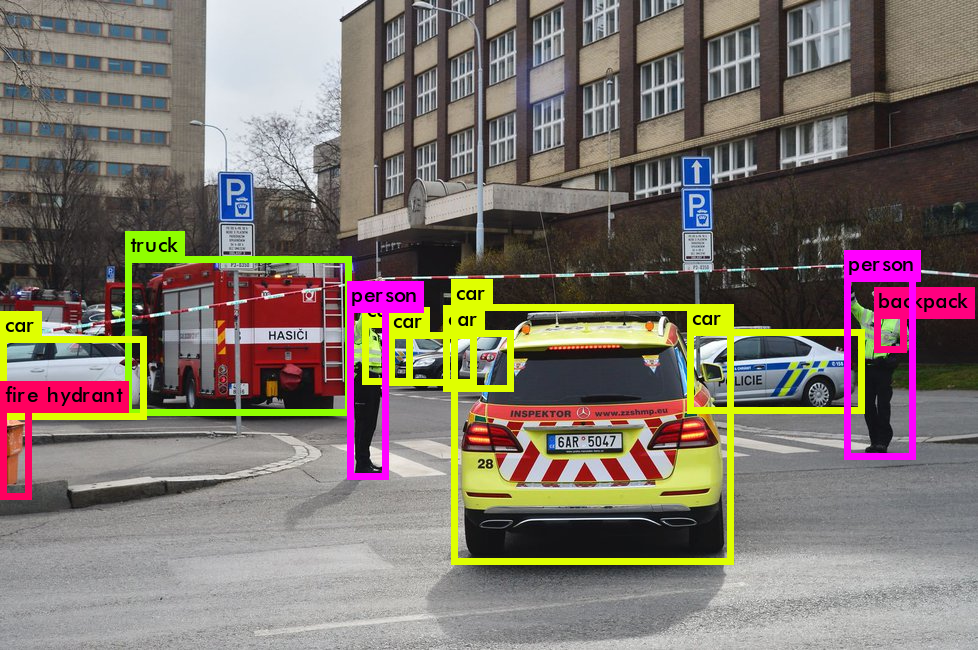 truck
P
P
person
backpack
person
car
car
car
car
car
HASIČI
POLICIE
fire hydrant
INSPEKTOR www.zzshmp.eu
6AR 5047
28